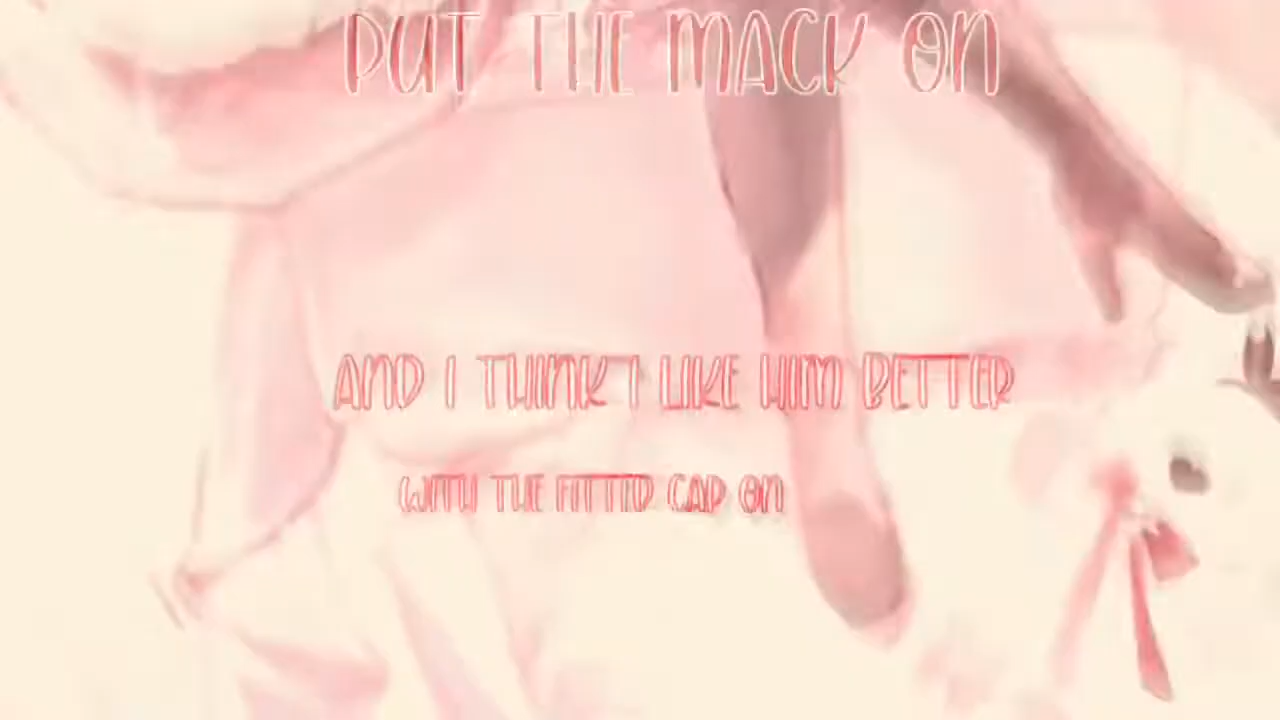 PUT THE MACK ON
AND I THINK I LIKE HIM BETTER
WITH THE FITTED CAP ON